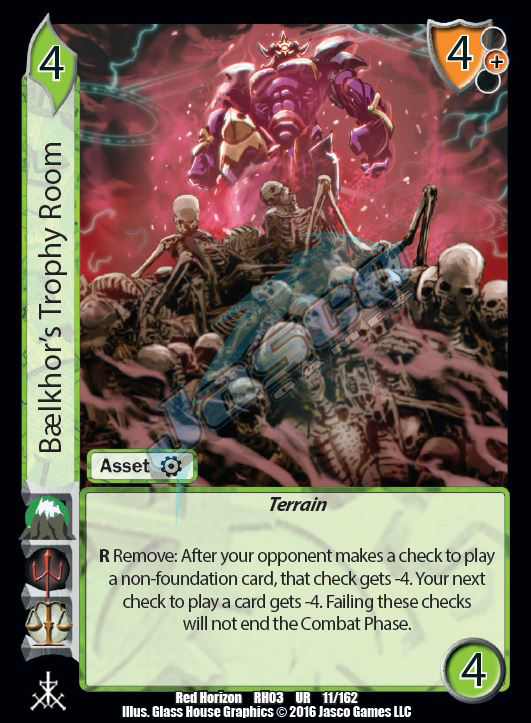 4
4
+
Bælkhor's Trophy Room
Jasco
GAMES
Asset
Terrain
R Remove: After your opponent makes a check to play
a non-foundation card, that check gets -4. Your next
check to play a card gets -4. Failing these checks
will not end the Combat Phase.
4
Red Horizon RH03 UR 11/162
Illus. Glass House Graphics © 2016 Jasco Games LLC